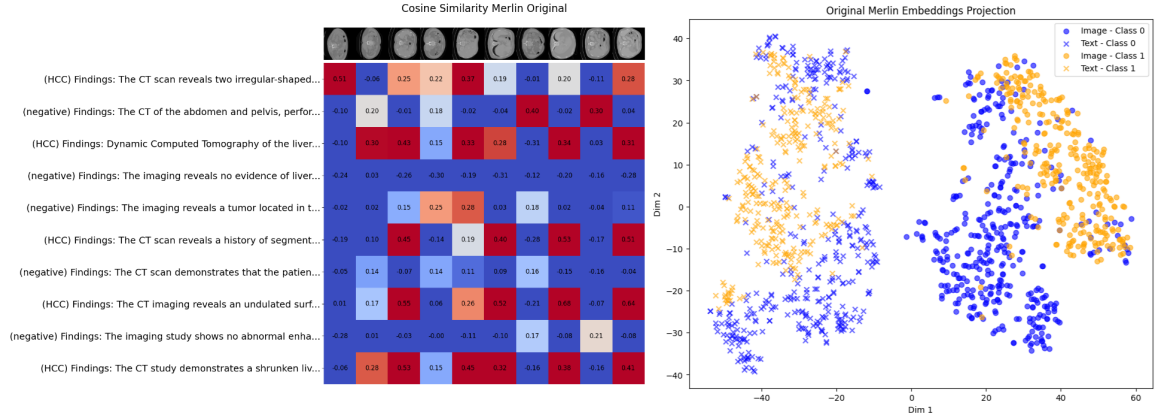 Cosine Similarity Merlin Original
(HCC) Findings: The CT scan reveals two irregular-shaped...
0.51 -0.06 0.25 0.22 0.37 0.19 -0.01 0.20 -0.11 0.28
(negative) Findings: The CT of the abdomen and pelvis, perfor...
-0.10 0.20 -0.01 0.18 -0.02 -0.04 0.40 -0.02 0.30 0.04
(HCC) Findings: Dynamic Computed Tomography of the liver...
-0.10 0.30 0.43 0.15 0.33 0.28 -0.31 0.34 0.03 0.31
(negative) Findings: The imaging reveals no evidence of liver...
-0.24 0.03 -0.26 -0.30 -0.19 -0.31 -0.12 -0.20 -0.16 -0.28
(negative) Findings: The imaging reveals a tumor located in t...
-0.02 0.02 0.15 0.25 0.28 0.03 0.18 0.02 -0.04 0.11
(HCC) Findings: The CT scan reveals a history of segment...
-0.19 0.10 0.45 -0.14 0.19 0.40 -0.28 0.53 -0.17 0.51
(negative) Findings: The CT scan demonstrates that the patien...
-0.05 0.14 -0.07 0.14 0.11 0.09 0.16 -0.15 -0.16 -0.04
(HCC) Findings: The CT imaging reveals an undulated surf...
0.01 0.17 0.55 0.06 0.26 0.52 -0.21 0.68 -0.07 0.64
(negative) Findings: The imaging study shows no abnormal enha...
-0.28 0.01 -0.03 -0.00 -0.11 -0.10 0.17 -0.08 0.21 -0.08
(HCC) Findings: The CT study demonstrates a shrunken liv...
-0.06 0.28 0.53 0.15 0.45 0.32 -0.16 0.36 -0.16 0.41
Original Merlin Embeddings Projection
Image - Class 0
Text - Class 0
Image - Class 1
Text - Class 1
Dim 2
40
30
20
10
0
−10
−20
−30
−40
−40 −20 0 20 40 60
Dim 1